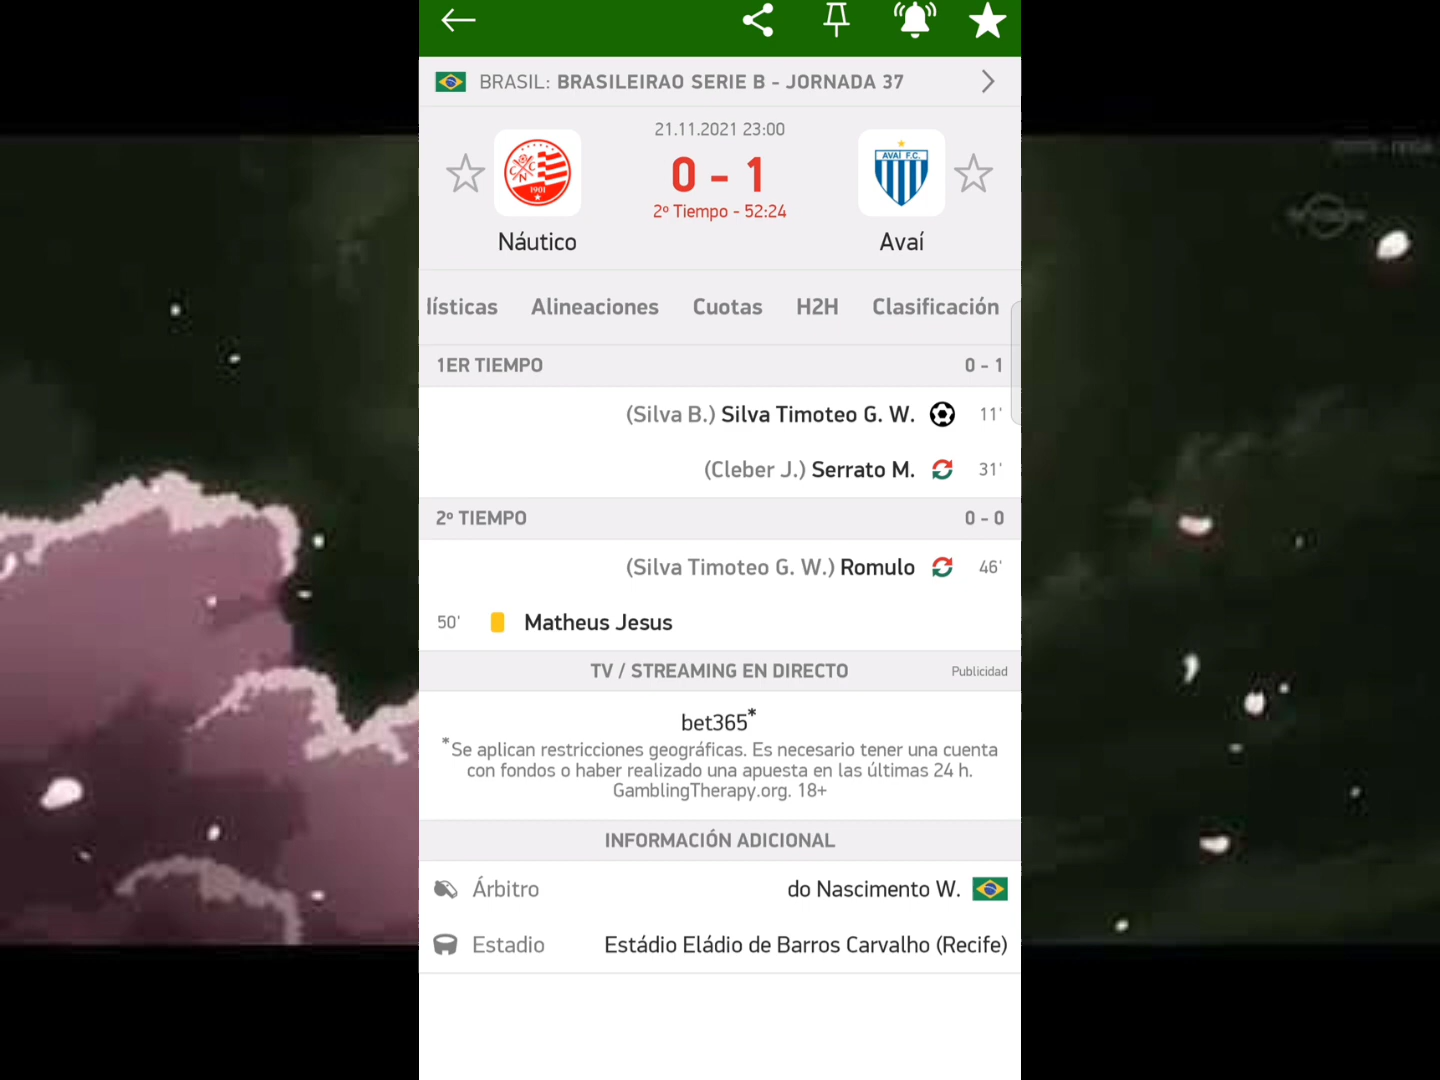 BRASIL: BRASILEIRAO SERIE B - JORNADA 37
21.11.2021 23:00
0 - 1
2º Tiempo - 52:24
CNC
1901
AVAÍ F.C.
Náutico
Avaí
lísticas Alineaciones Cuotas H2H Clasificación
1ER TIEMPO 0 - 1
(Silva B.) Silva Timoteo G. W. 11'
(Cleber J.) Serrato M. 31'
2º TIEMPO 0 - 0
(Silva Timoteo G. W.) Romulo 46'
50' Matheus Jesus
TV / STREAMING EN DIRECTO Publicidad
bet365*
*Se aplican restricciones geográficas. Es necesario tener una cuenta
con fondos o haber realizado una apuesta en las últimas 24 h.
GamblingTherapy.org. 18+
INFORMACIÓN ADICIONAL
Árbitro do Nascimento W.
Estadio Estádio Eládio de Barros Carvalho (Recife)